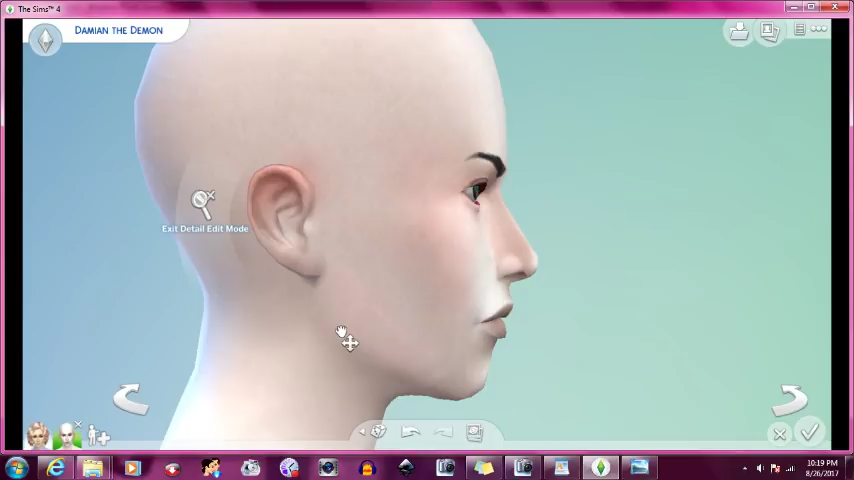 The Sims™ 4
DAMIAN THE DEMON
Exit Detail Edit Mode
10:19 PM
8/26/2017